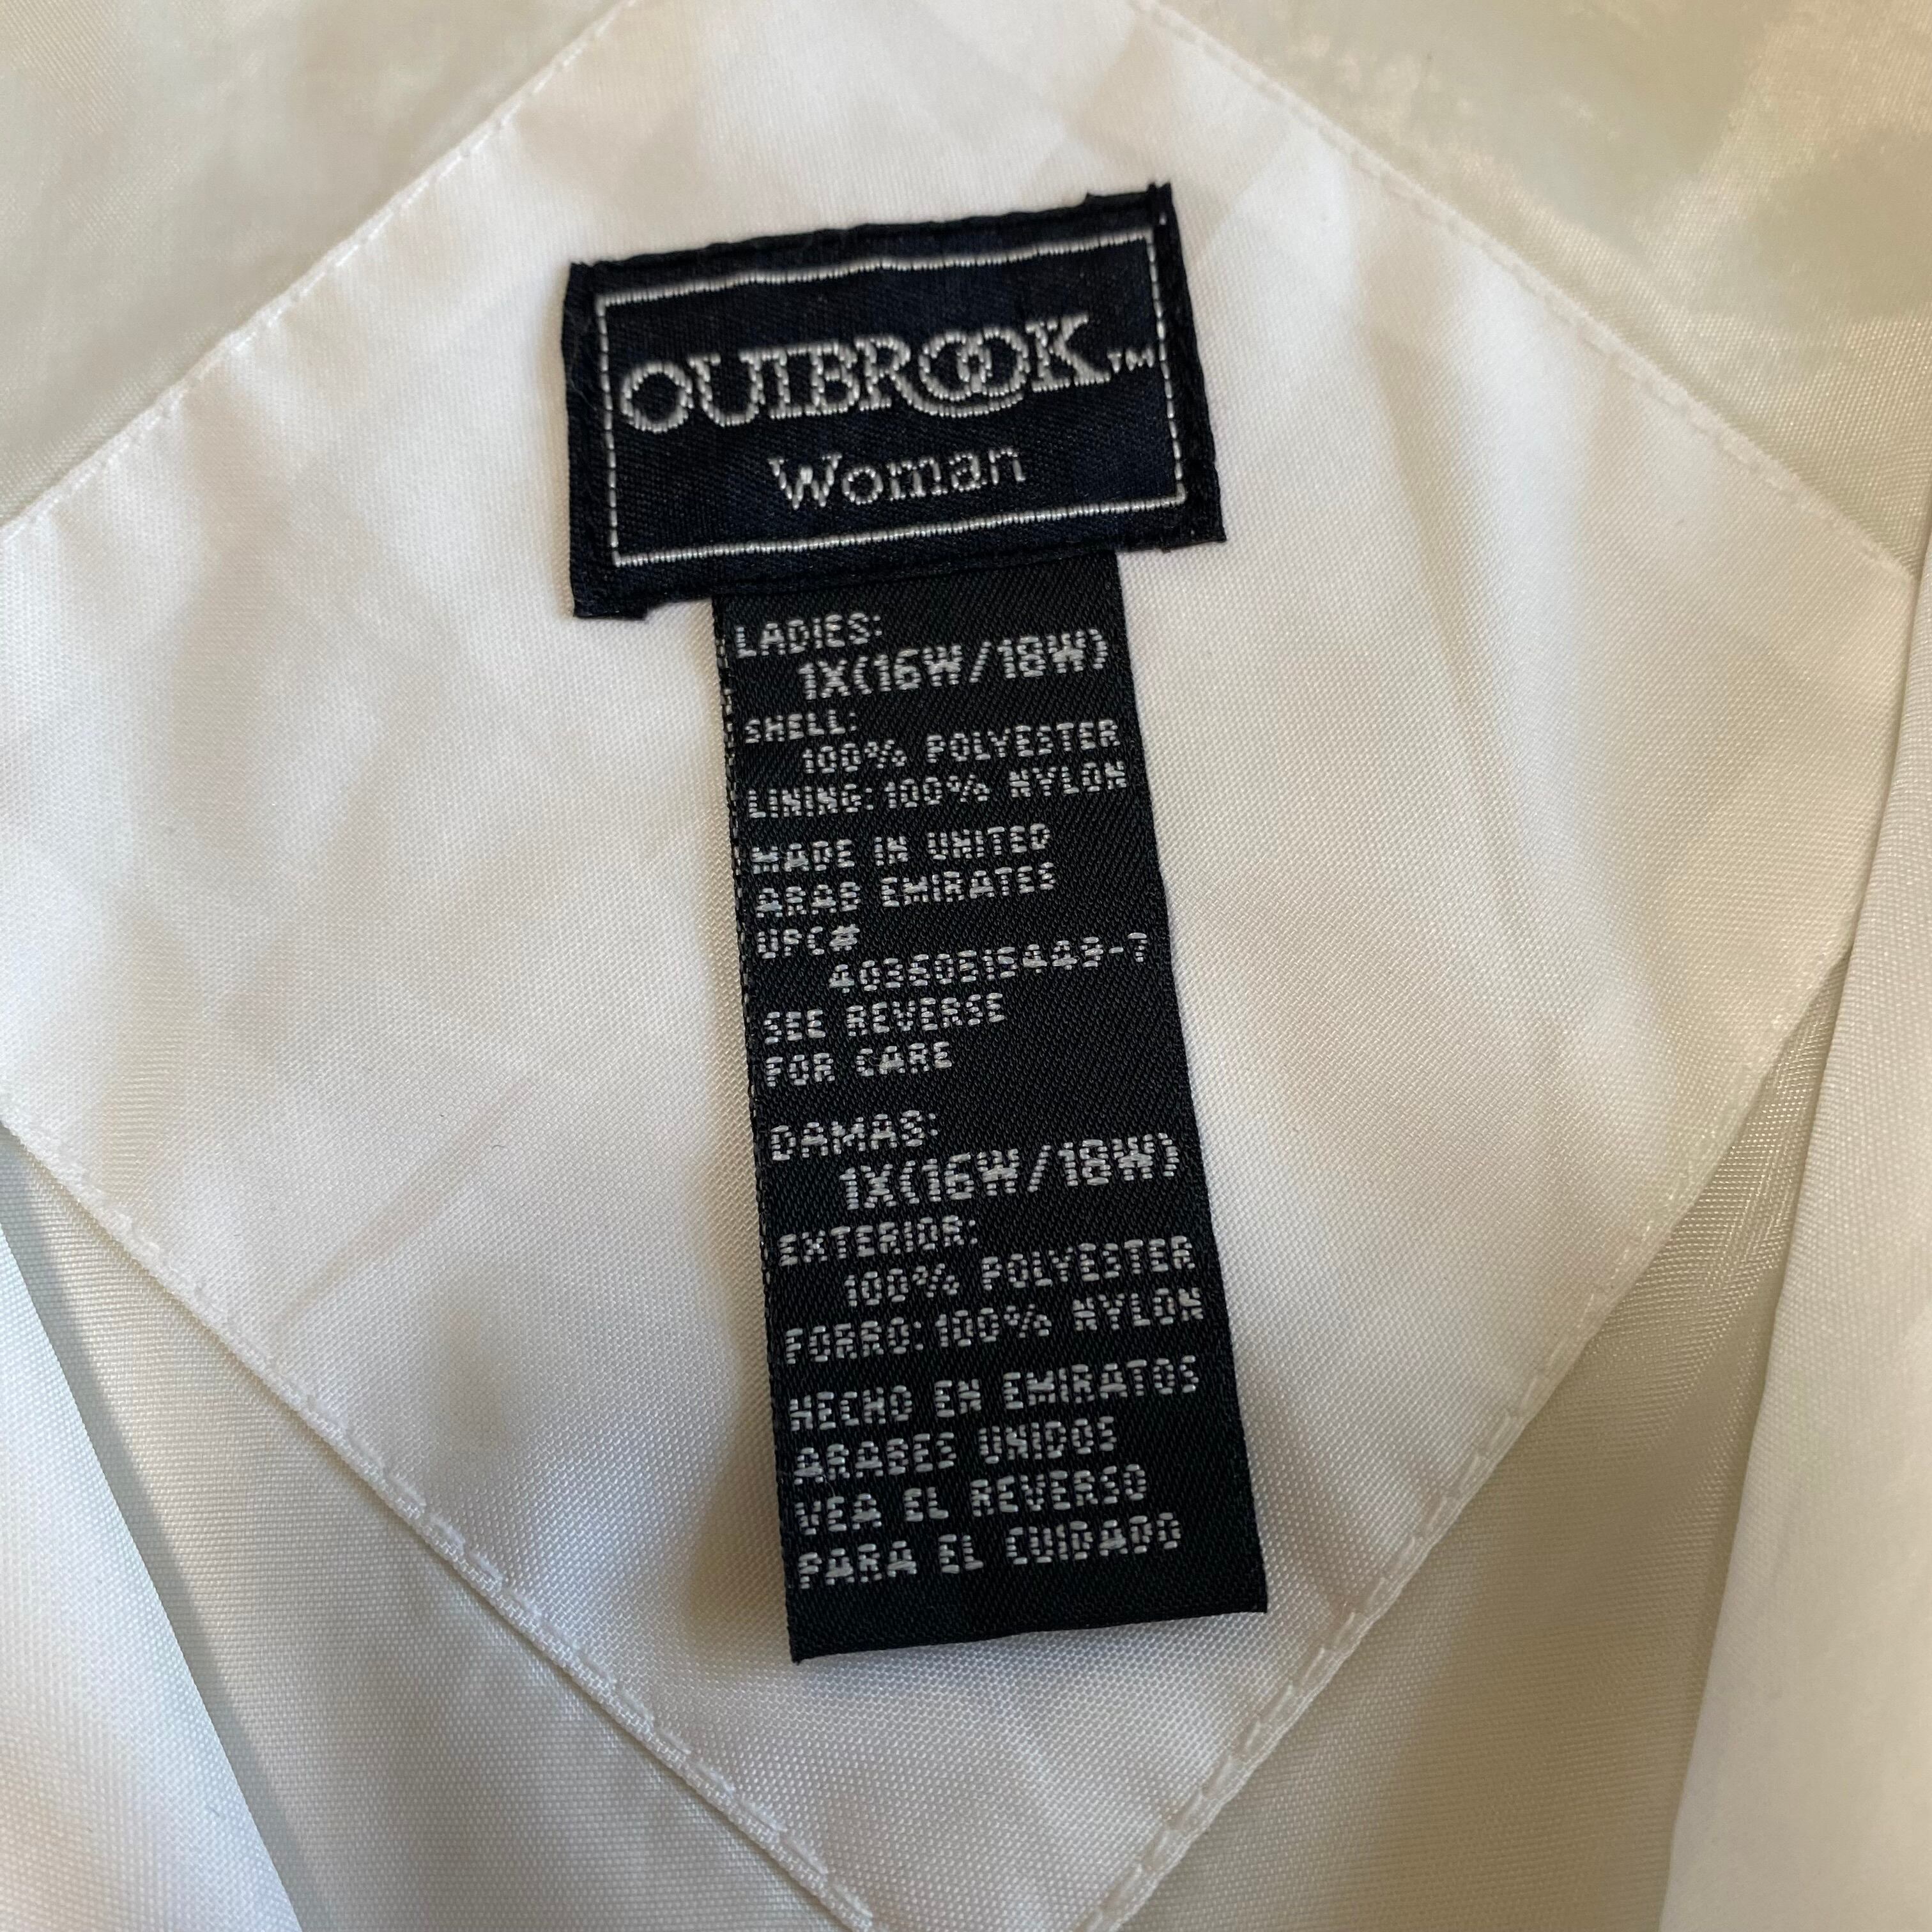 OUTBROOK™
Woman
LADIES:
1X(16W/18W)
SHELL:
100% POLYESTER
LINING:100% NYLON
MADE IN UNITED
ARAB EMIRATES
UPC#
SEE REVERSE
FOR CARE
DAMAS:
1X(16W/18W)
EXTERIOR:
100% POLYESTER
FORRO:100% NYLON
HECHO EN EMIRATOS
ARABES UNIDOS
VEA EL REVERSO
PARA EL CUIDADO